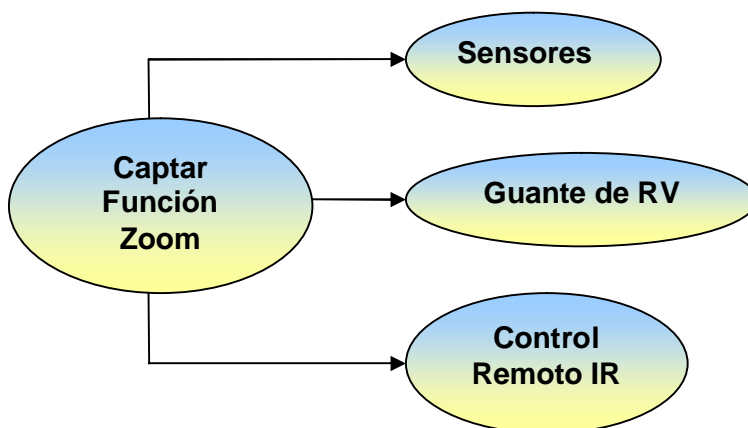 Sensores
Captar
Función
Zoom
Guante de RV
Control
Remoto IR